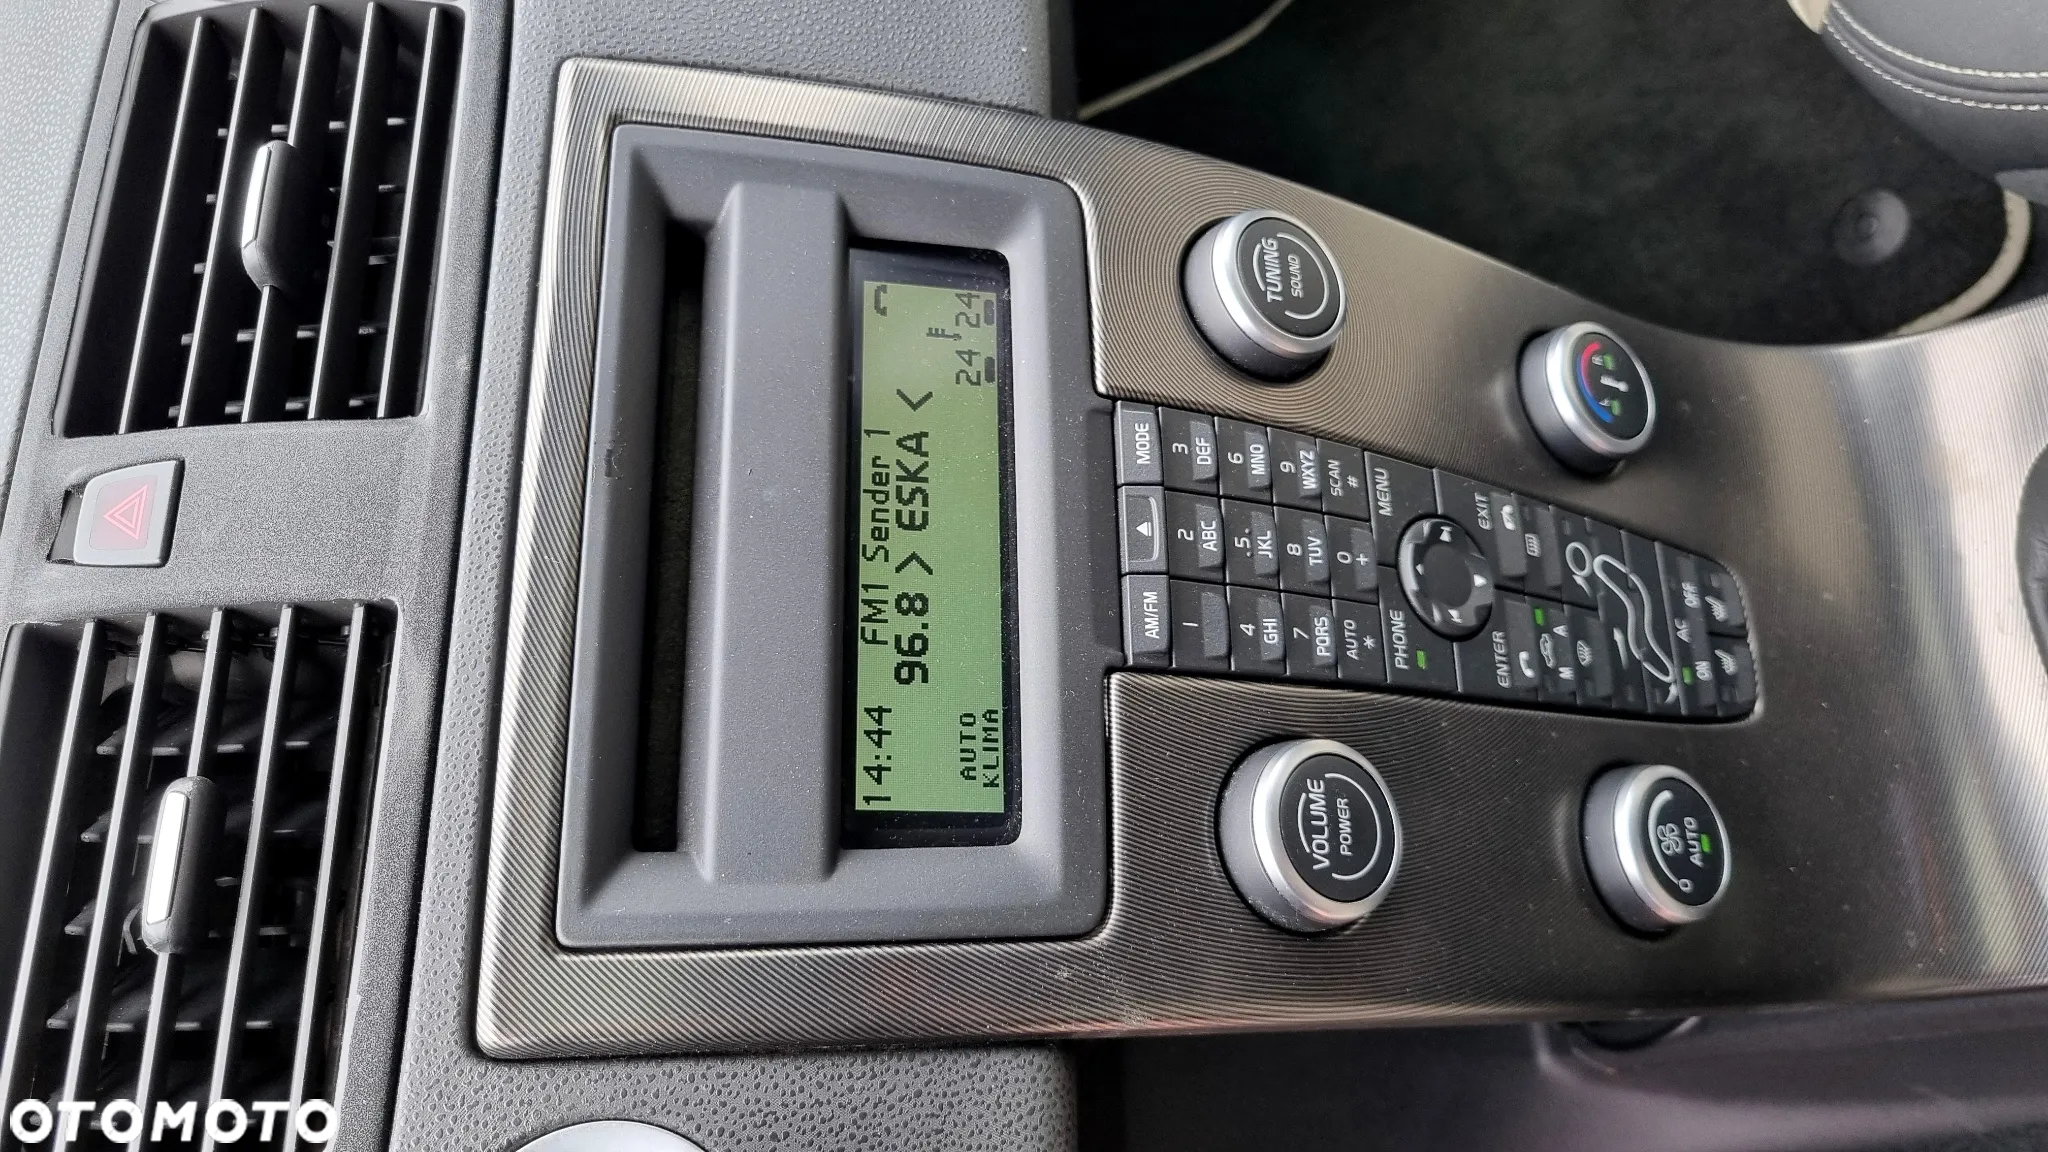 14:44 FM1 Sender 1
96.8 > ESKA <
AUTO
KLIMA
24 24
AM/FM MODE
1
2 ABC
3 DEF
4 GHI
.5. JKL
6 MNO
7 PQRS
8 TUV
9 WXYZ
AUTO *
0 +
SCAN #
PHONE MENU
ENTER EXIT
M A
ON AC OFF
VOLUME
POWER
TUNING
SOUND
0 AUTO
L R
OTOMOTO